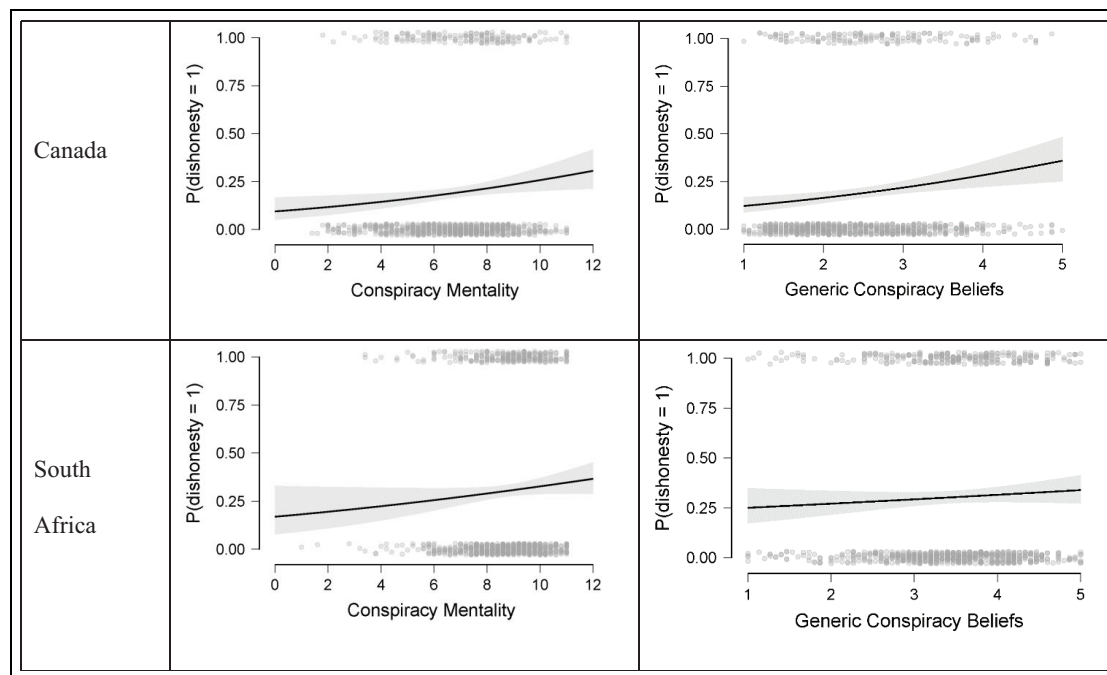 Canada
P(dishonesty = 1)
1.00
0.75
0.50
0.25
0.00
0 2 4 6 8 10 12
Conspiracy Mentality
P(dishonesty = 1)
1.00
0.75
0.50
0.25
0.00
1 2 3 4 5
Generic Conspiracy Beliefs
South
Africa
P(dishonesty = 1)
1.00
0.75
0.50
0.25
0.00
0 2 4 6 8 10 12
Conspiracy Mentality
P(dishonesty = 1)
1.00
0.75
0.50
0.25
0.00
1 2 3 4 5
Generic Conspiracy Beliefs